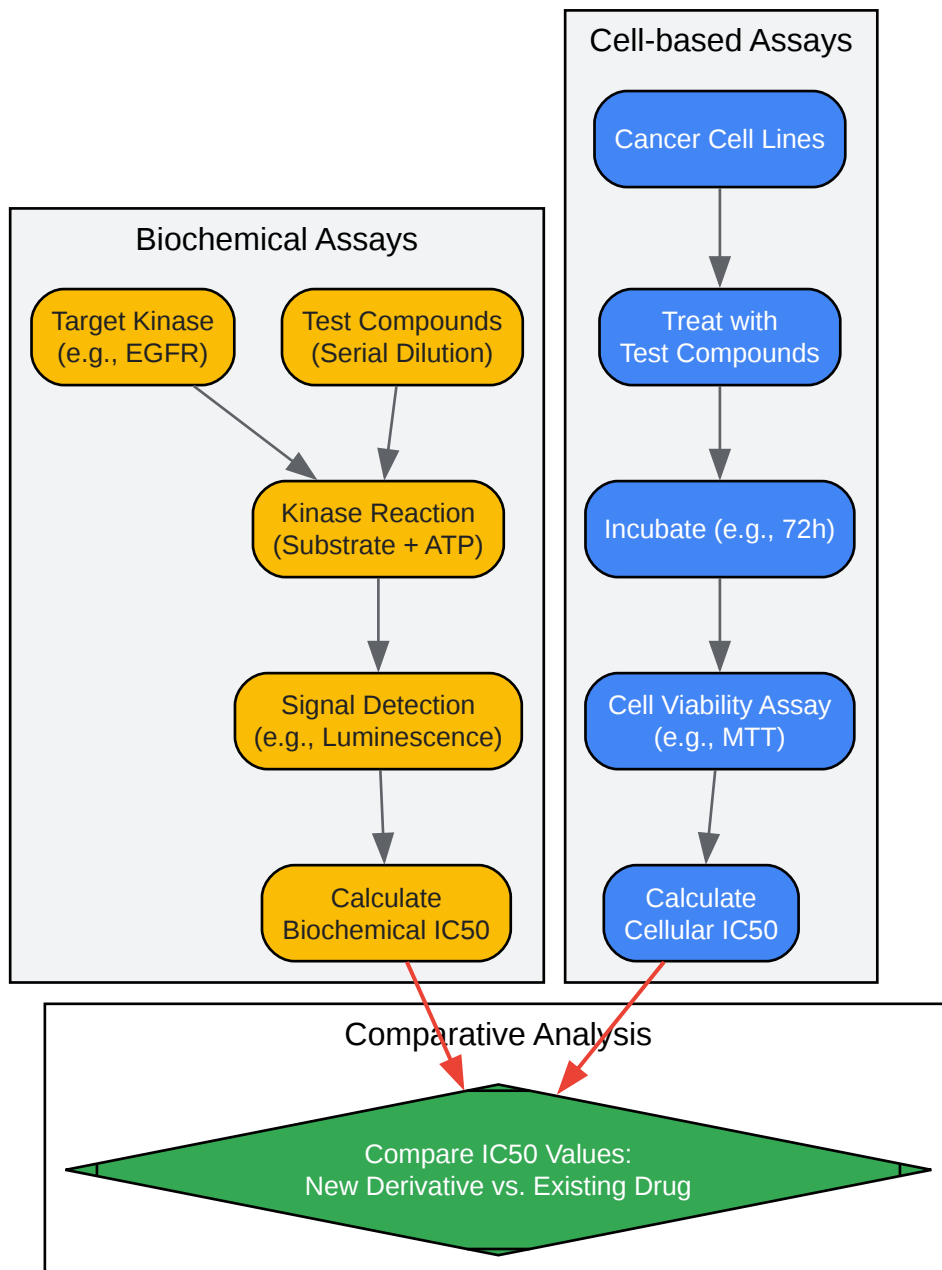 Cell-based Assays
Cancer Cell Lines
Treat with
Test Compounds
Incubate (e.g., 72h)
Cell Viability Assay
(e.g., MTT)
Calculate
Cellular IC50
Biochemical Assays
Target Kinase
(e.g., EGFR)
Test Compounds
(Serial Dilution)
Kinase Reaction
(Substrate + ATP)
Signal Detection
(e.g., Luminescence)
Calculate
Biochemical IC50
Comparative Analysis
Compare IC50 Values:
New Derivative vs. Existing Drug